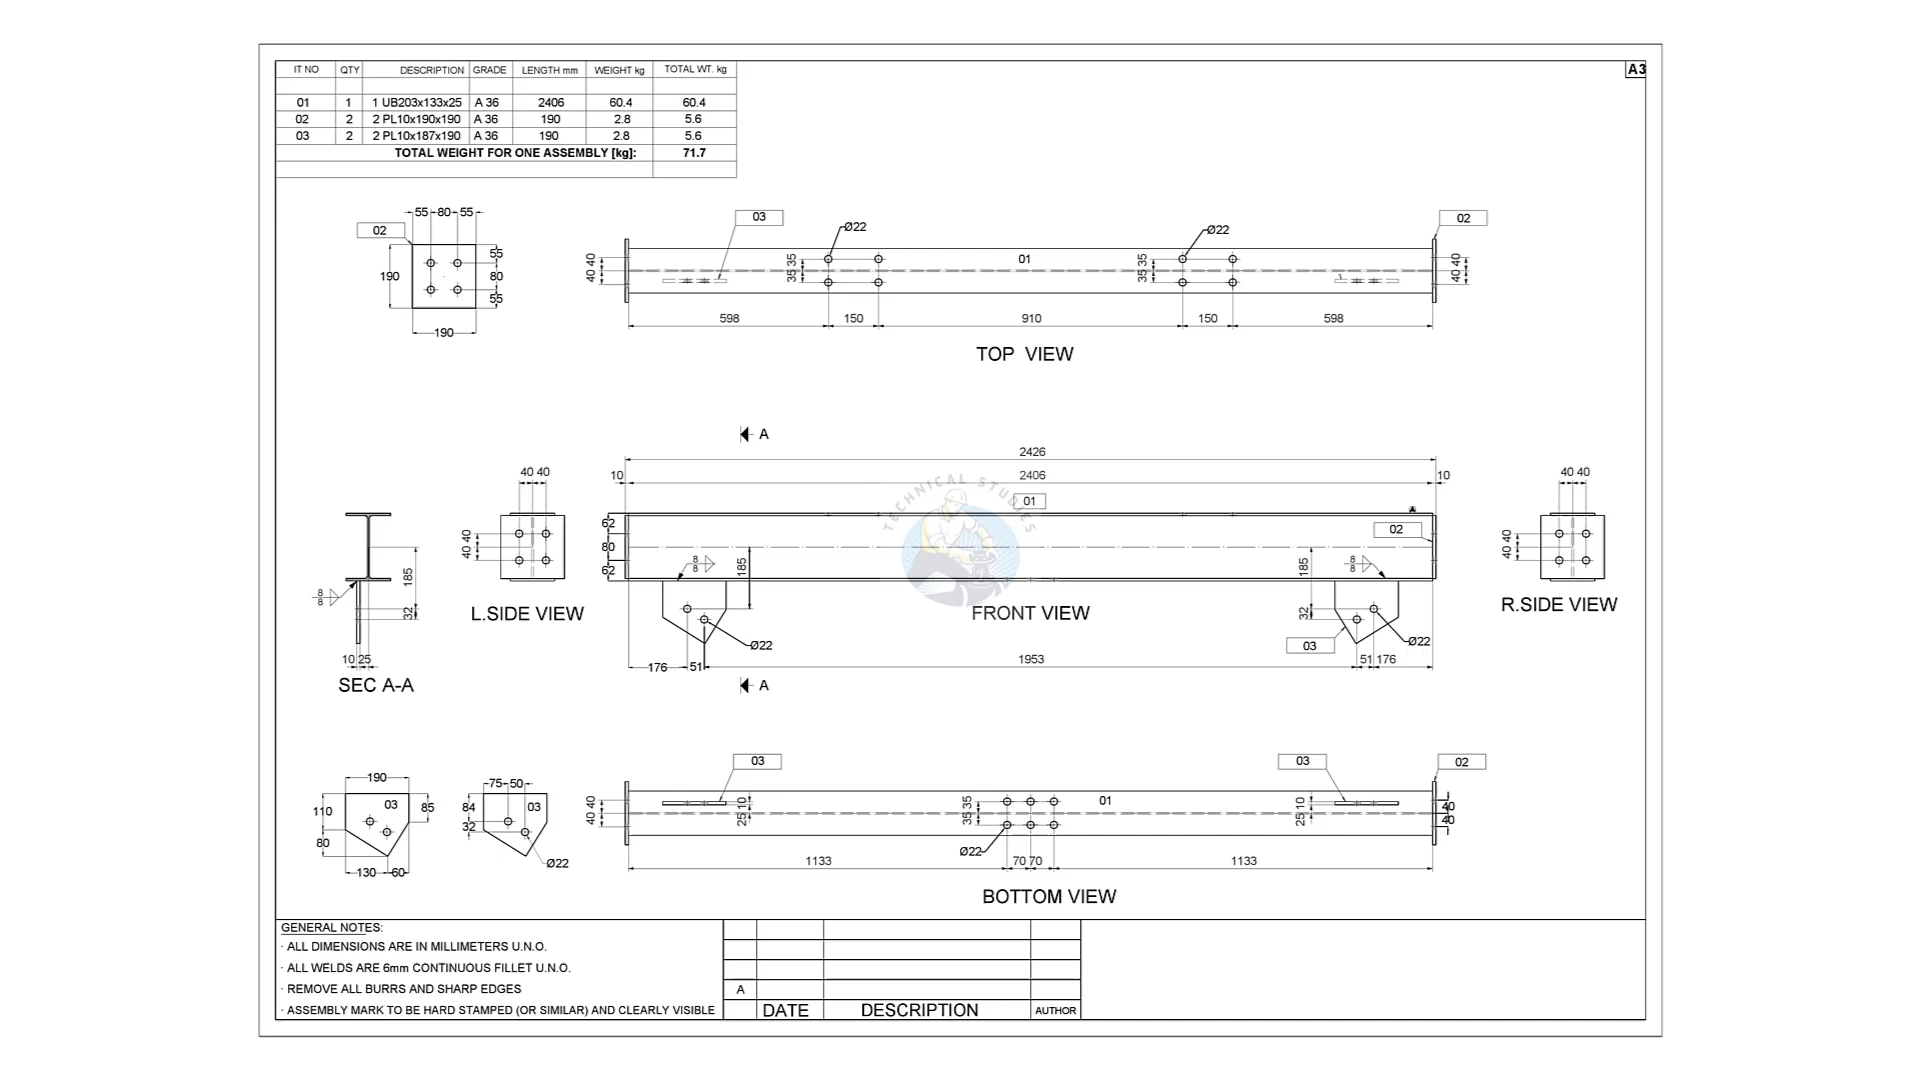 A3
IT NO QTY DESCRIPTION GRADE LENGTH mm WEIGHT kg TOTAL WT. kg
01 1 1 UB203x133x25 A 36 2406 60.4 60.4
02 2 2 PL10x190x190 A 36 190 2.8 5.6
03 2 2 PL10x187x190 A 36 190 2.8 5.6
TOTAL WEIGHT FOR ONE ASSEMBLY [kg]: 71.7
55 80 55
02
190
55
80
55
190
03
Ø22
Ø22
02
40 40
35 35
01
35 35
40 40
598 150 910 150 598
TOP VIEW
A
2426
10 2406 10
01
40 40
40 40
L.SIDE VIEW
62
80
62
8
8
185
TECHNICAL STUDIES
FRONT VIEW
02
8
8
185
32
Ø22
03
Ø22
176 51 1953 51 176
A
40 40
40 40
R.SIDE VIEW
185
32
8
8
10 25
SEC A-A
190
110
80
03
85
130 60
75 50
84
32
03
Ø22
03
03
02
40 40
10
25
35 35
01
10
25
40
40
Ø22
1133 70 70 1133
BOTTOM VIEW
GENERAL NOTES:
· ALL DIMENSIONS ARE IN MILLIMETERS U.N.O.
· ALL WELDS ARE 6mm CONTINUOUS FILLET U.N.O.
· REMOVE ALL BURRS AND SHARP EDGES
· ASSEMBLY MARK TO BE HARD STAMPED (OR SIMILAR) AND CLEARLY VISIBLE
A
DATE DESCRIPTION AUTHOR